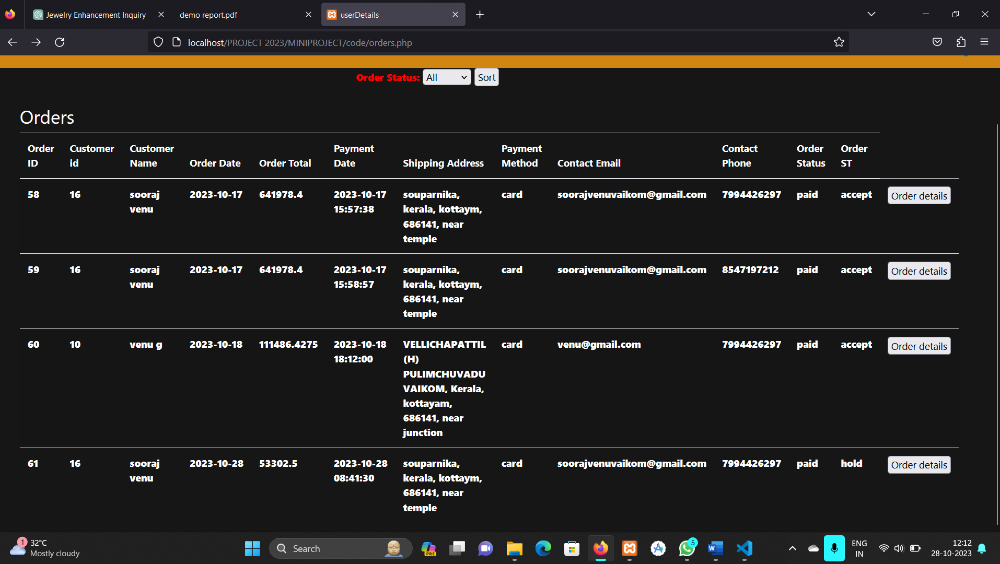 Jewelry Enhancement Inquiry
demo report.pdf
userDetails
localhost/PROJECT 2023/MINIPROJECT/code/orders.php
Order Status: All Sort
Orders
Order ID Customer id Customer Name Order Date Order Total Payment Date Shipping Address Payment Method Contact Email Contact Phone Order Status Order ST
58 16 sooraj 2023-10-17 641978.4 2023-10-17 souparnika, card soorajvenuvaikom@gmail.com 7994426297 paid accept Order details
venu 15:57:38 kerala, kottaym,
686141, near
temple
59 16 sooraj 2023-10-17 641978.4 2023-10-17 souparnika, card soorajvenuvaikom@gmail.com 8547197212 paid accept Order details
venu 15:58:57 kerala, kottaym,
686141, near
temple
60 10 venu g 2023-10-18 111486.4275 2023-10-18 VELLICHAPATTIL card venu@gmail.com 7994426297 paid accept Order details
18:12:00 (H)
PULIMCHUVADU
VAIKOM, Kerala,
kottayam,
686141, near
junction
61 16 sooraj 2023-10-28 53302.5 2023-10-28 souparnika, card soorajvenuvaikom@gmail.com 7994426297 paid hold Order details
venu 08:41:30 kerala, kottaym,
686141, near
temple
1
32°C
Mostly cloudy
Search
PRE
5
ENG
IN
12:12
28-10-2023